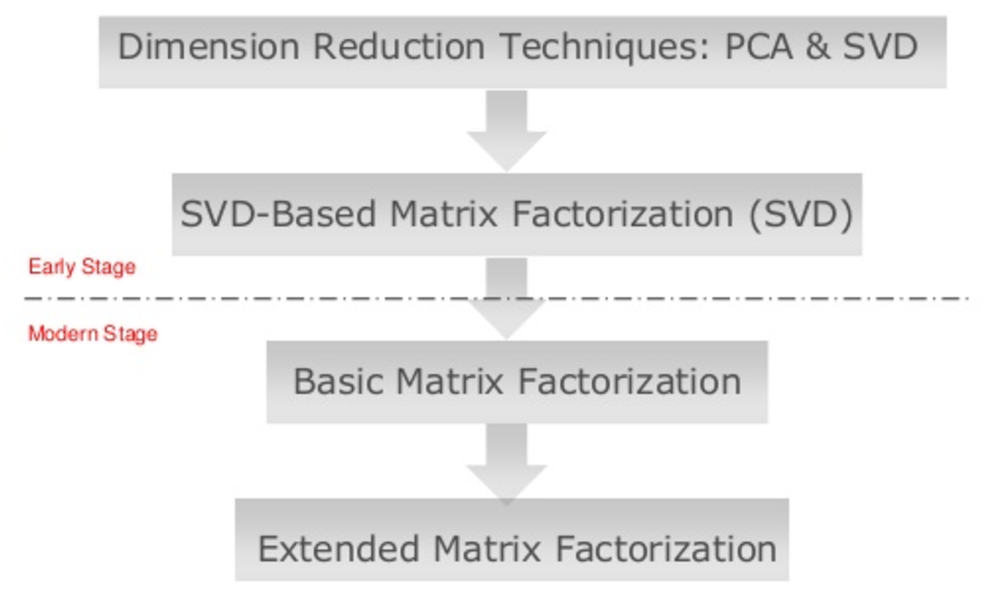 Dimension Reduction Techniques: PCA & SVD
SVD-Based Matrix Factorization (SVD)
Early Stage
Modern Stage
Basic Matrix Factorization
Extended Matrix Factorization